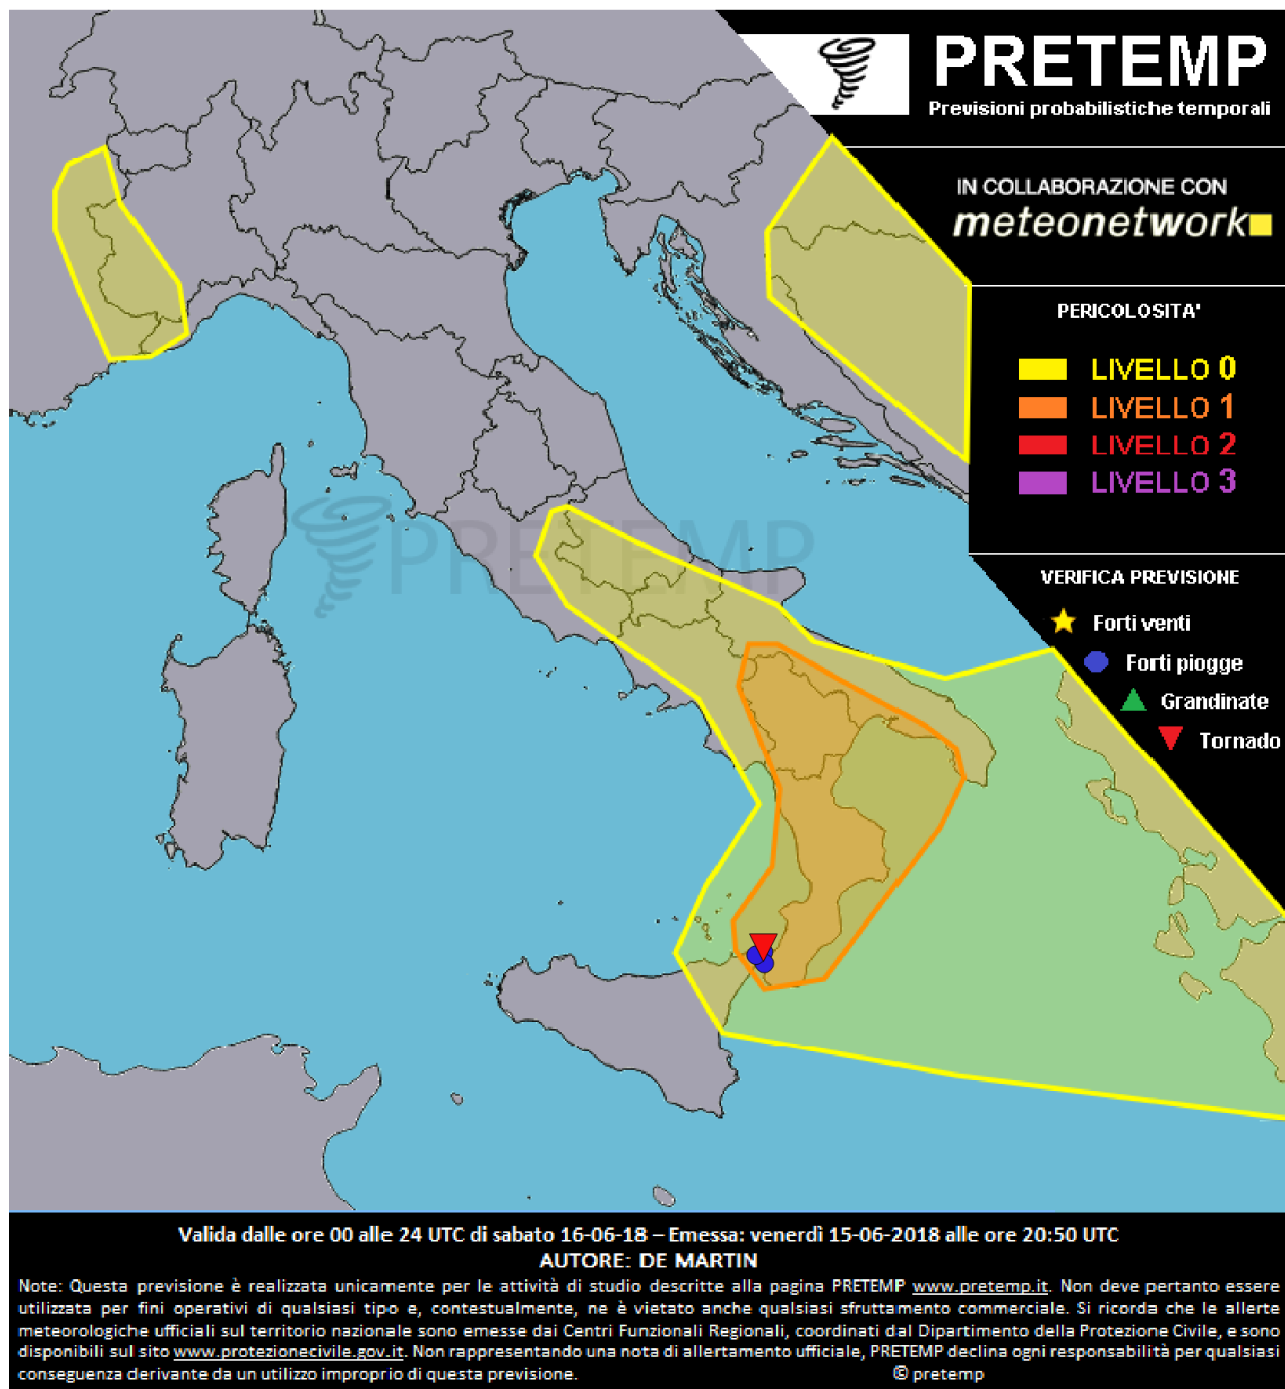 PRETEMP
Previsioni probabilistiche temporali
IN COLLABORAZIONE CON
meteonetwork
PERICOLOSITA'
LIVELLO 0
LIVELLO 1
LIVELLO 2
LIVELLO 3
PRETEMP
VERIFICA PREVISIONE
Forti venti
Forti piogge
Grandinate
Tornado
Valida dalle ore 00 alle 24 UTC di sabato 16-06-18 – Emessa: venerdì 15-06-2018 alle ore 20:50 UTC
AUTORE: DE MARTIN
Note: Questa previsione è realizzata unicamente per le attività di studio descritte alla pagina PRETEMP www.pretemp.it. Non deve pertanto essere
utilizzata per fini operativi di qualsiasi tipo e, contestualmente, ne è vietato anche qualsiasi sfruttamento commerciale. Si ricorda che le allerte
meteorologiche ufficiali sul territorio nazionale sono emesse dai Centri Funzionali Regionali, coordinati dal Dipartimento della Protezione Civile, e sono
disponibili sul sito www.protezionecivile.gov.it. Non rappresentando una nota di allertamento ufficiale, PRETEMP declina ogni responsabilità per qualsiasi
conseguenza derivante da un utilizzo improprio di questa previsione. © pretemp